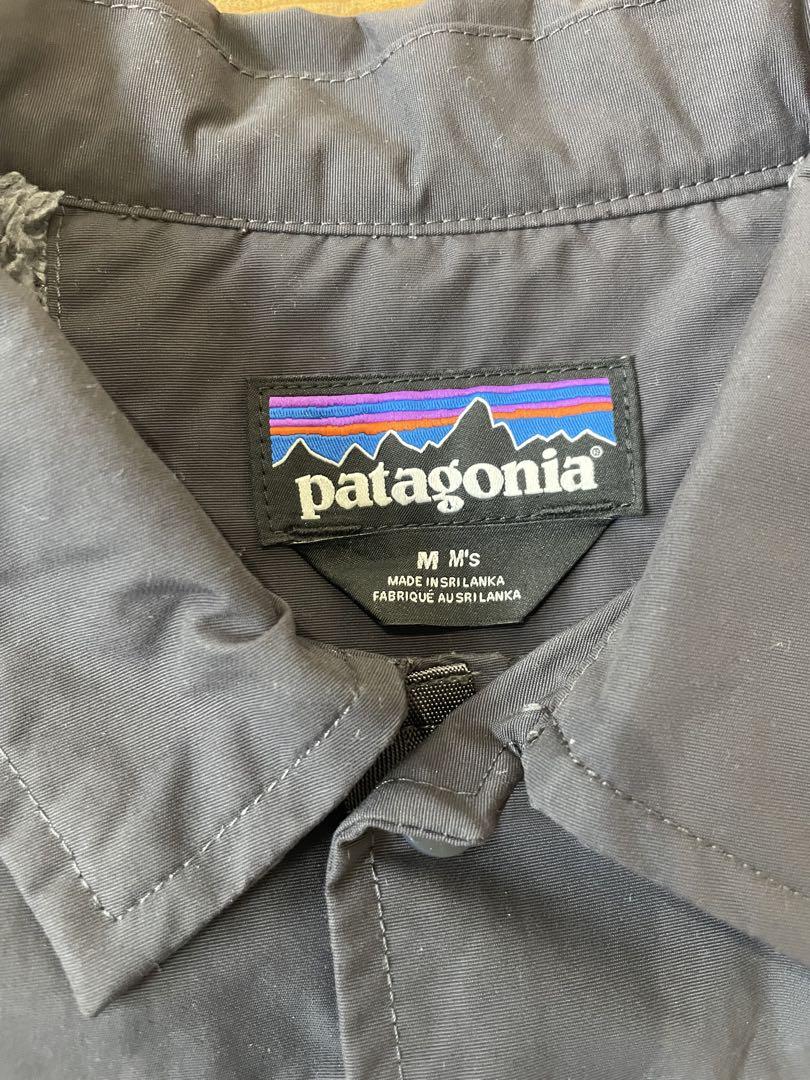 patagonia®
M M's
MADE IN SRI LANKA
FABRIQUÉ AU SRI LANKA